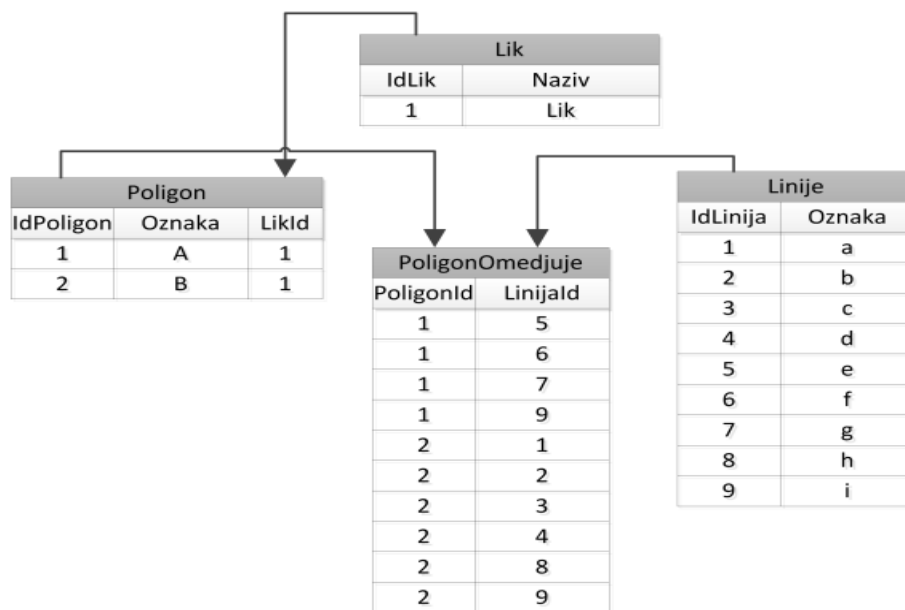 Lik
IdLik Naziv
1 Lik
Poligon
IdPoligon Oznaka LikId
1 A 1
2 B 1
PoligonOmedjuje
PoligonId LinijaId
1 5
1 6
1 7
1 9
2 1
2 2
2 3
2 4
2 8
2 9
Linije
IdLinija Oznaka
1 a
2 b
3 c
4 d
5 e
6 f
7 g
8 h
9 i